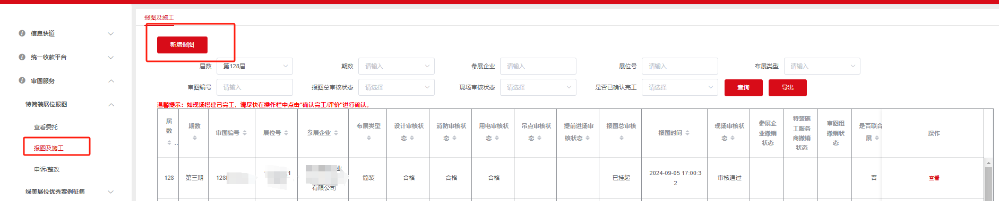 报图及施工
信息快道
统一收款平台
审图服务
特简装展位报图
查看委托
报图及施工
申诉/整改
绿美展位优秀案例征集
新增报图
届数 第128届 期数 请输入 参展企业 请输入 展位号 请输入 布展类型 请输入
审图编号 请输入 报图总审核状态 请选择 现场审核状态 请选择 是否已确认完工 请选择 查询 导出
温馨提示：如现场搭建已完工，请尽快在操作栏中点击"确认完工/评价"进行确认。
届数 .. 期数 审图编号 展位号 参展企业 布展类型 设计审核状态 消防审核状态 用电审核状态 吊点审核状态 提前进场审核状态 报图总审核 报图时间 现场审核状态 参展企业撤销状态 特装施工服务商撤销状态 审图组撤销状态 是否联合展 操作
128 第三期 128 1 业有限公司 简装 合格 合格 合格 已挂起 2024-09-05 17:00:32 审核通过 否 查看